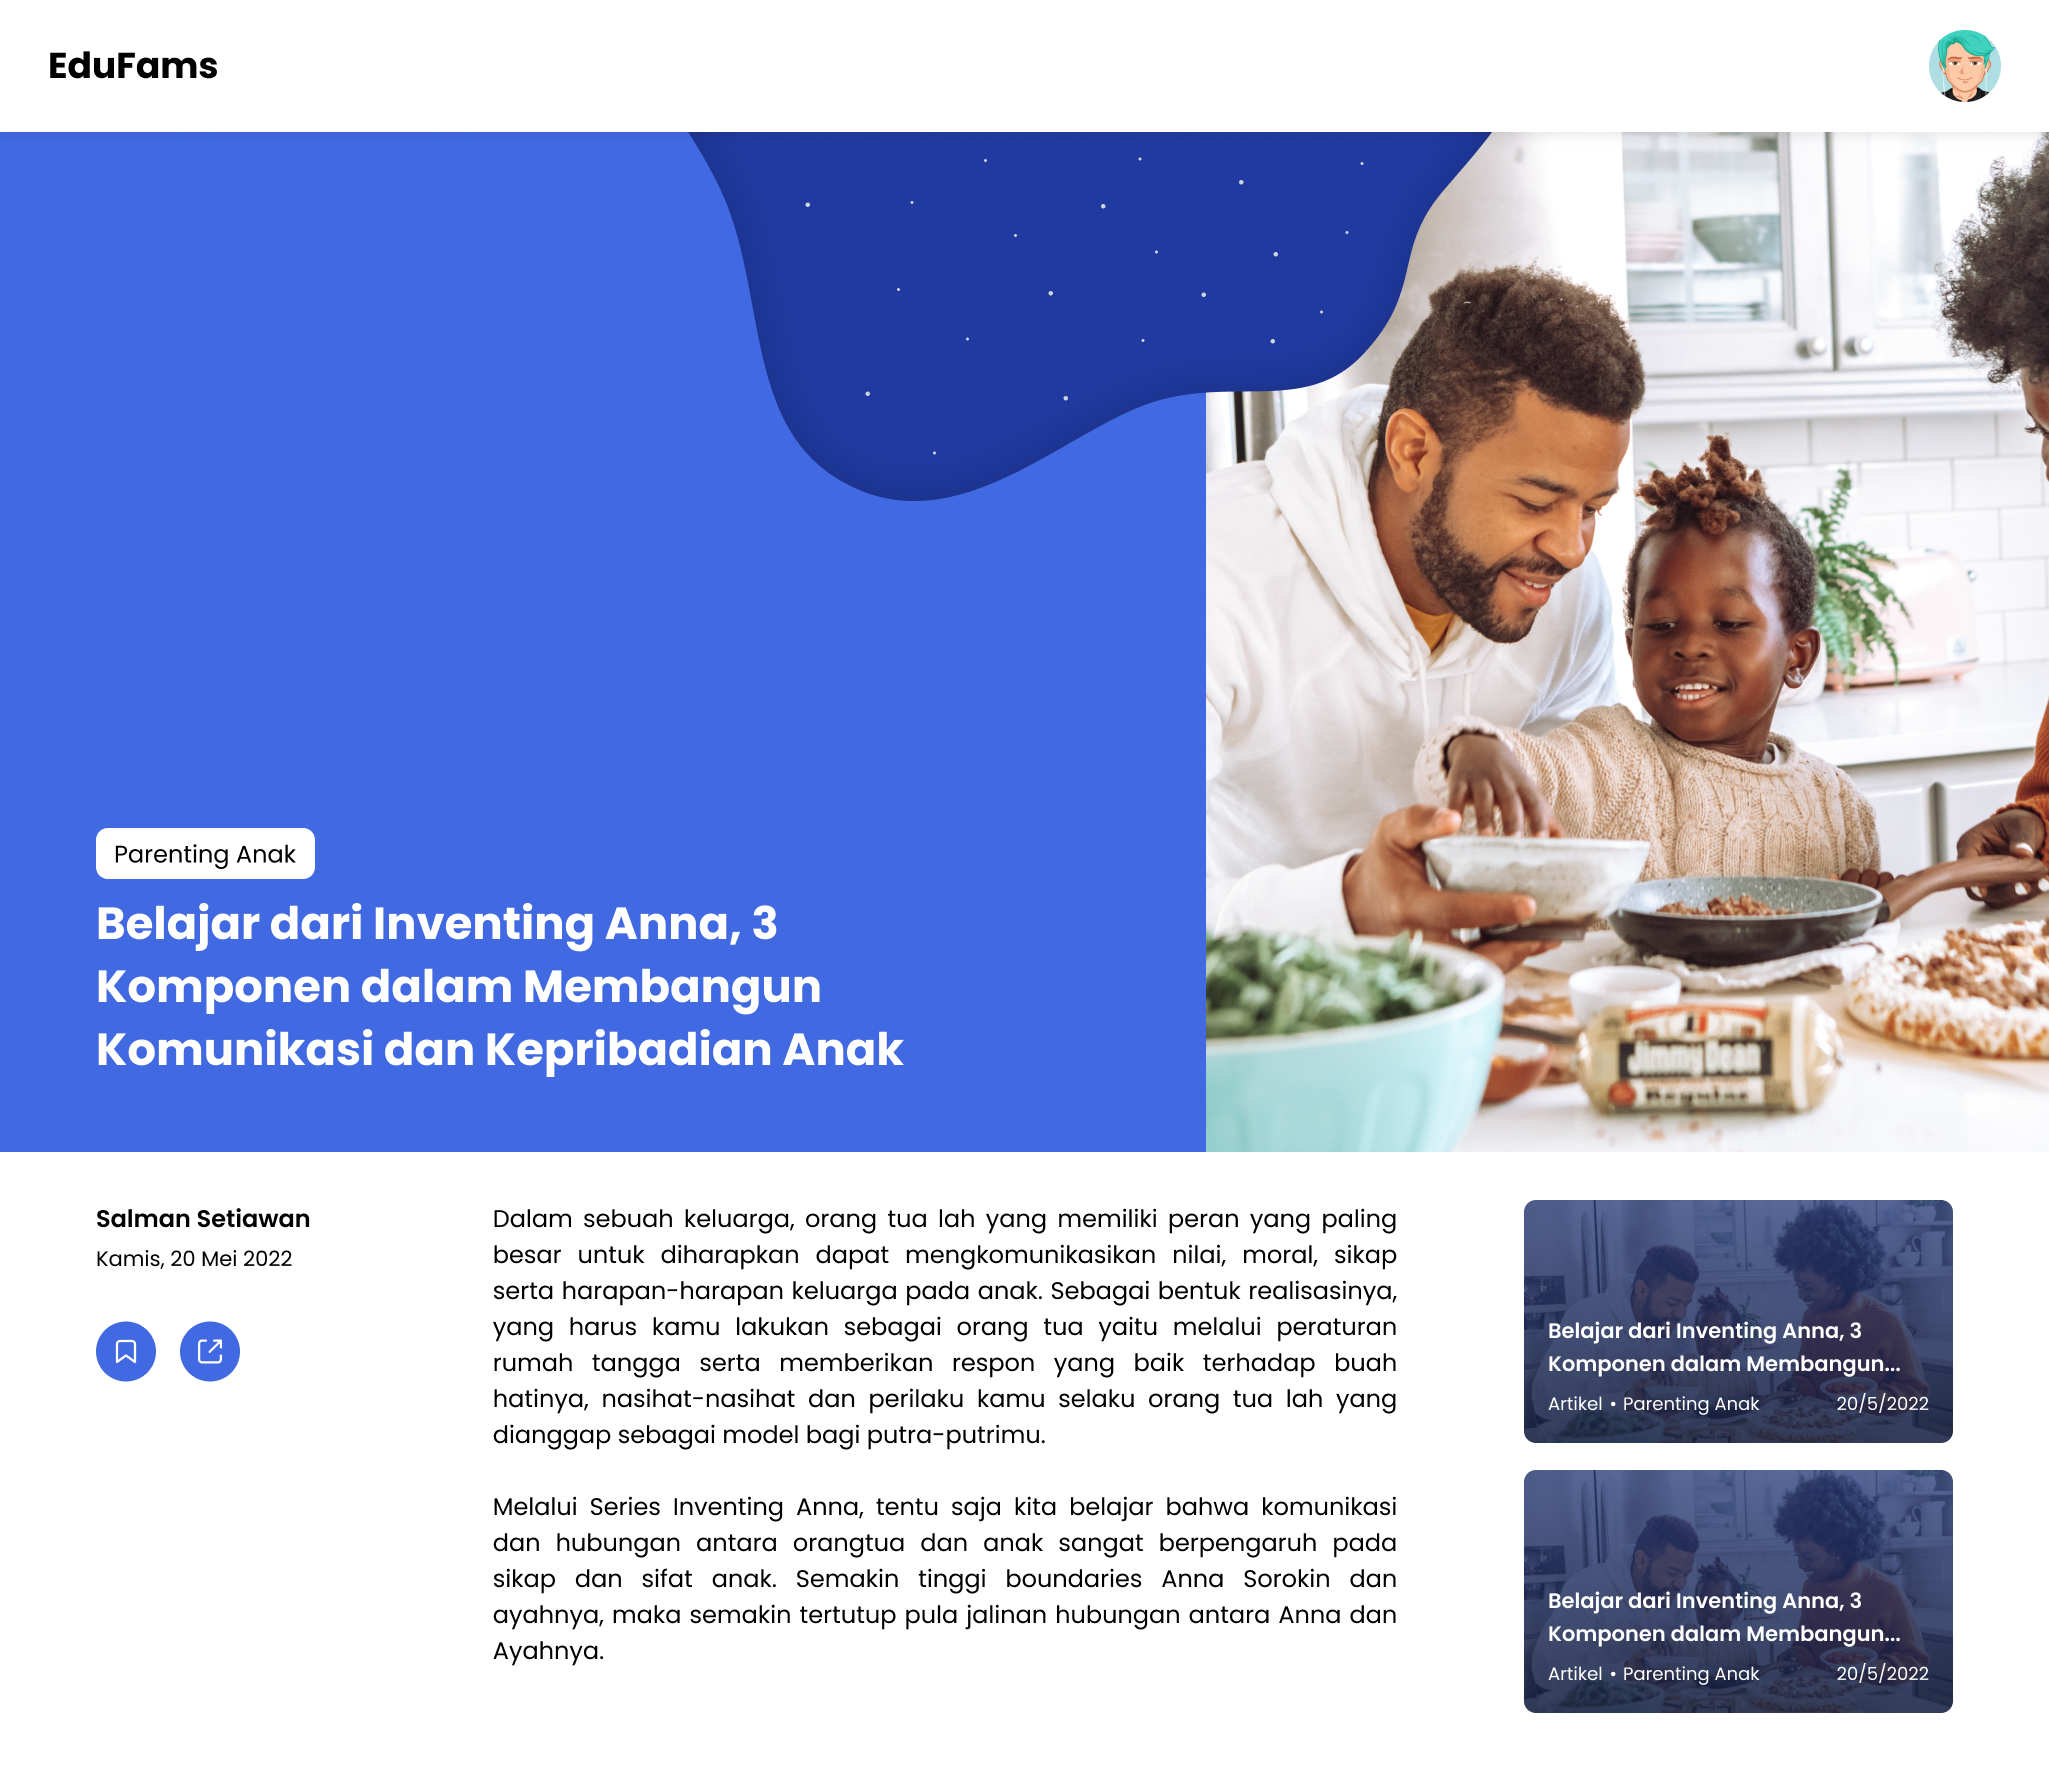 EduFams
Parenting Anak
Belajar dari Inventing Anna, 3
Komponen dalam Membangun
Komunikasi dan Kepribadian Anak
Jimmy Dean
Regular
Salman Setiawan
Kamis, 20 Mei 2022
Dalam sebuah keluarga, orang tua lah yang memiliki peran yang paling
besar untuk diharapkan dapat mengkomunikasikan nilai, moral, sikap
serta harapan-harapan keluarga pada anak. Sebagai bentuk realisasinya,
yang harus kamu lakukan sebagai orang tua yaitu melalui peraturan
rumah tangga serta memberikan respon yang baik terhadap buah
hatinya, nasihat-nasihat dan perilaku kamu selaku orang tua lah yang
dianggap sebagai model bagi putra-putrimu.
Melalui Series Inventing Anna, tentu saja kita belajar bahwa komunikasi
dan hubungan antara orangtua dan anak sangat berpengaruh pada
sikap dan sifat anak. Semakin tinggi boundaries Anna Sorokin dan
ayahnya, maka semakin tertutup pula jalinan hubungan antara Anna dan
Ayahnya.
Belajar dari Inventing Anna, 3
Komponen dalam Membangun...
Artikel • Parenting Anak 20/5/2022
Belajar dari Inventing Anna, 3
Komponen dalam Membangun...
Artikel • Parenting Anak 20/5/2022